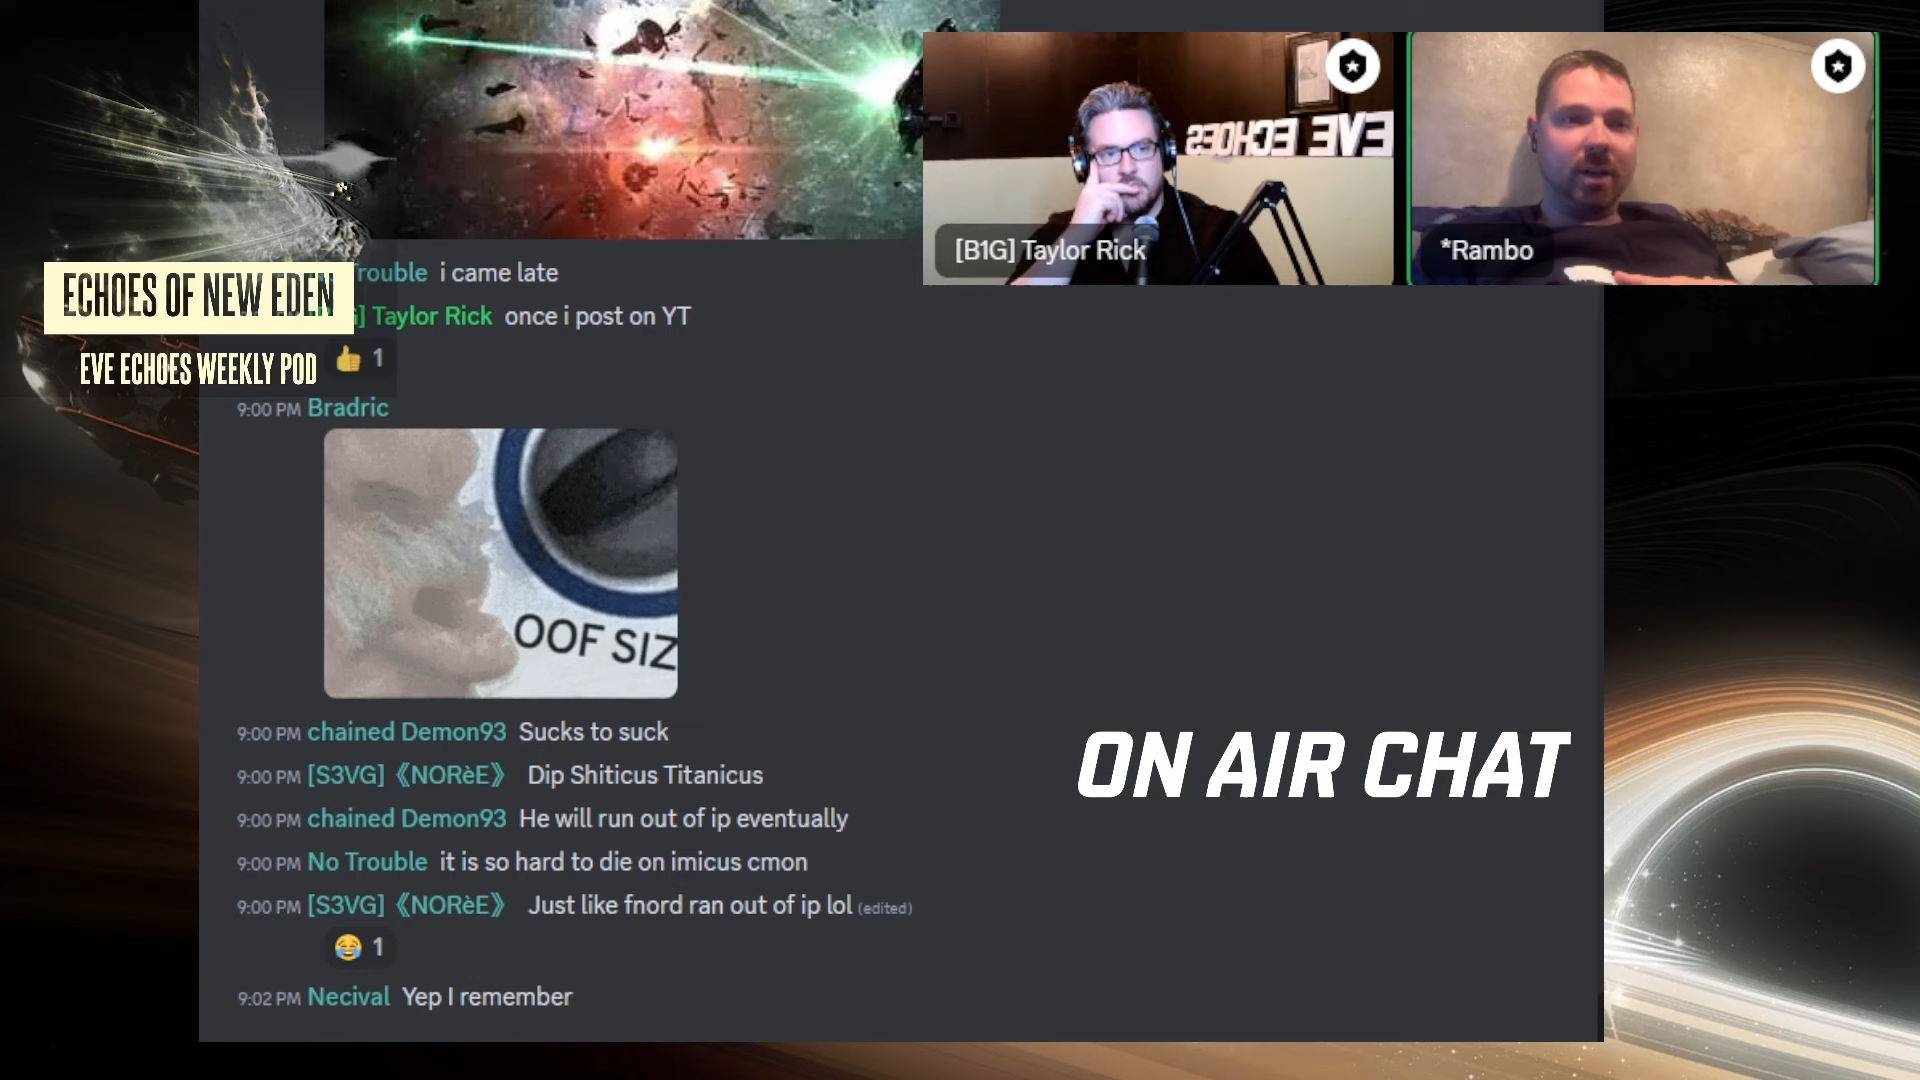 ECHOES OF NEW EDEN
EVE ECHOES WEEKLY POD
EVE ECHOES
[B1G] Taylor Rick
*Rambo
Trouble i came late
G] Taylor Rick once i post on YT
👍 1
9:00 PM Bradric
OOF SIZ
9:00 PM chained Demon93 Sucks to suck
9:00 PM [S3VG]《NORèE》 Dip Shiticus Titanicus
9:00 PM chained Demon93 He will run out of ip eventually
9:00 PM No Trouble it is so hard to die on imicus cmon
9:00 PM [S3VG]《NORèE》 Just like fnord ran out of ip lol (edited)
😂 1
9:02 PM Necival Yep I remember
ON AIR CHAT